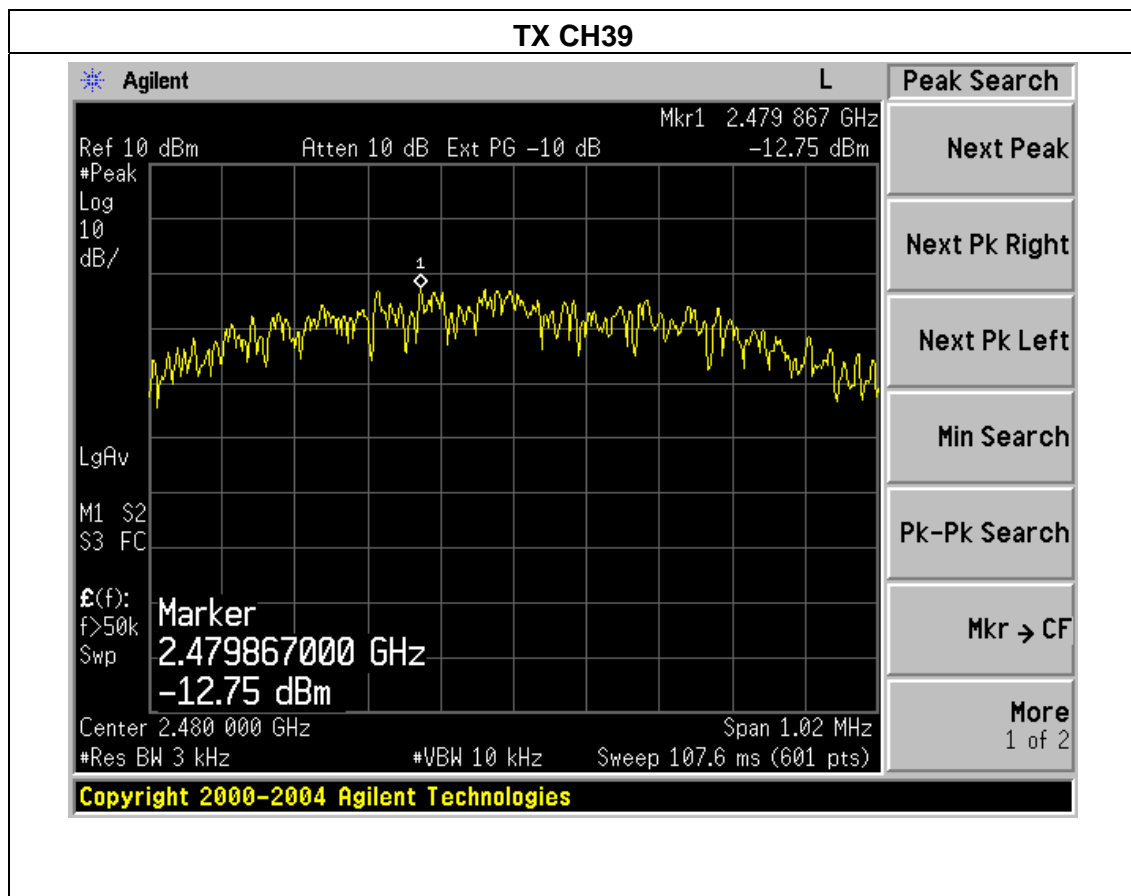 TX CH39
Agilent L Peak Search
Mkr1 2.479 867 GHz
Ref 10 dBm Atten 10 dB Ext PG -10 dB -12.75 dBm
#Peak
Log
10
dB/
1
LgAv
M1 S2
S3 FC
£(f):
f>50k
Swp
Marker
2.479867000 GHz
-12.75 dBm
Center 2.480 000 GHz Span 1.02 MHz
#Res BW 3 kHz #VBW 10 kHz Sweep 107.6 ms (601 pts)
Next Peak
Next Pk Right
Next Pk Left
Min Search
Pk-Pk Search
Mkr → CF
More
1 of 2
Copyright 2000-2004 Agilent Technologies